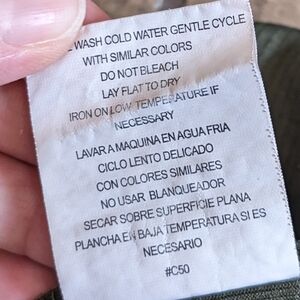 WASH COLD WATER GENTLE CYCLE
WITH SIMILAR COLORS
DO NOT BLEACH
LAY FLAT TO DRY
IRON ON LOW TEMPERATURE IF
NECESSARY
LAVAR A MAQUINA EN AGUA FRIA
CICLO LENTO DELICADO
CON COLORES SIMILARES
NO USAR BLANQUEADOR
SECAR SOBRE SUPERFICIE PLANA
PLANCHA EN BAJA TEMPERATURA SI ES
NECESARIO
#C50